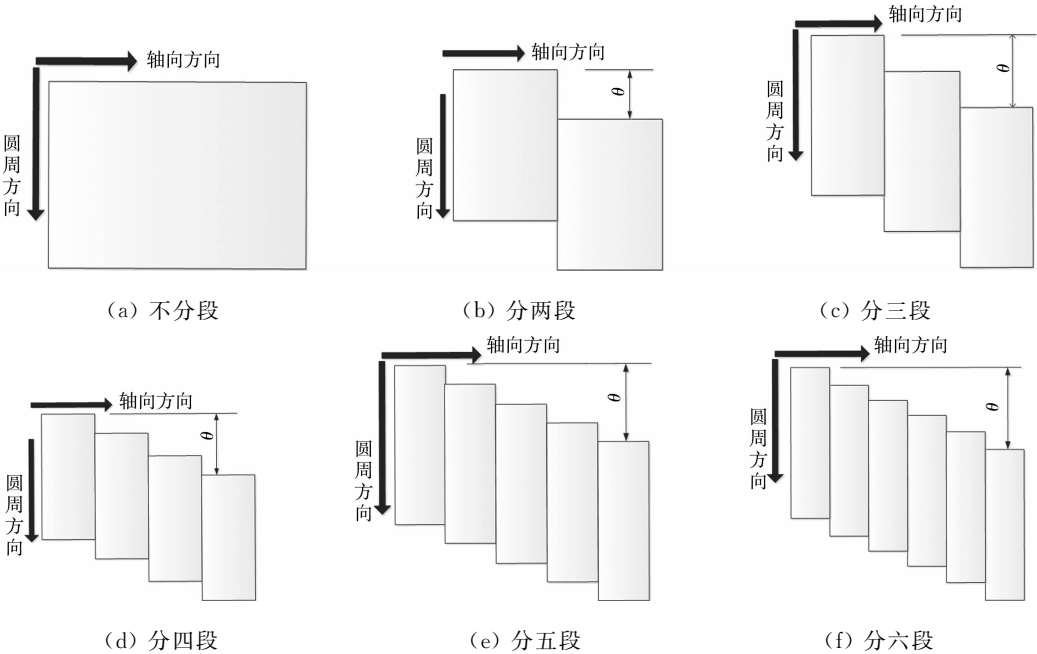 轴向方向
圆周方向
(a) 不分段
轴向方向
圆周方向
θ
(b) 分两段
轴向方向
圆周方向
θ
(c) 分三段
轴向方向
圆周方向
θ
(d) 分四段
轴向方向
圆周方向
θ
(e) 分五段
轴向方向
圆周方向
θ
(f) 分六段